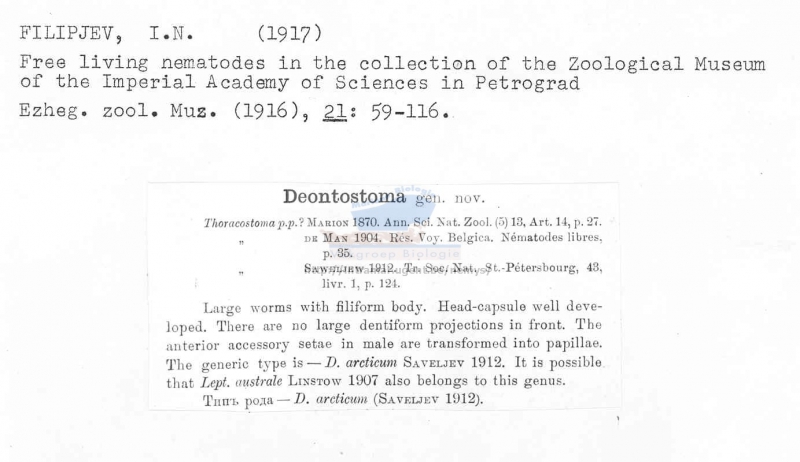 FILIPJEV, I.N. (1917)
Free living nematodes in the collection of the Zoological Museum
of the Imperial Academy of Sciences in Petrograd
Ezheg. zool. Muz. (1916), 21: 59-116.
Deontostoma gen. nov.
Thoracostoma p.p.? MARION 1870. Ann. Sci. Nat. Zool. (5) 13, Art. 14, p. 27.
„ DE MAN 1904. Rés. Voy. Belgica, Nématodes libres,
p. 35.
„ SAWELJEW 1912. Tr. Soc. Nat. St.-Pétersbourg, 43,
livr. 1, p. 124.
Large worms with filiform body. Head-capsule well deve-
loped. There are no large dentiform projections in front. The
anterior accessory setae in male are transformed into papillae.
The generic type is — D. arcticum SAVELJEV 1912. It is possible
that Lept. australe LINSTOW 1907 also belongs to this genus.
Типъ рода — D. arcticum (SAVELJEV 1912).